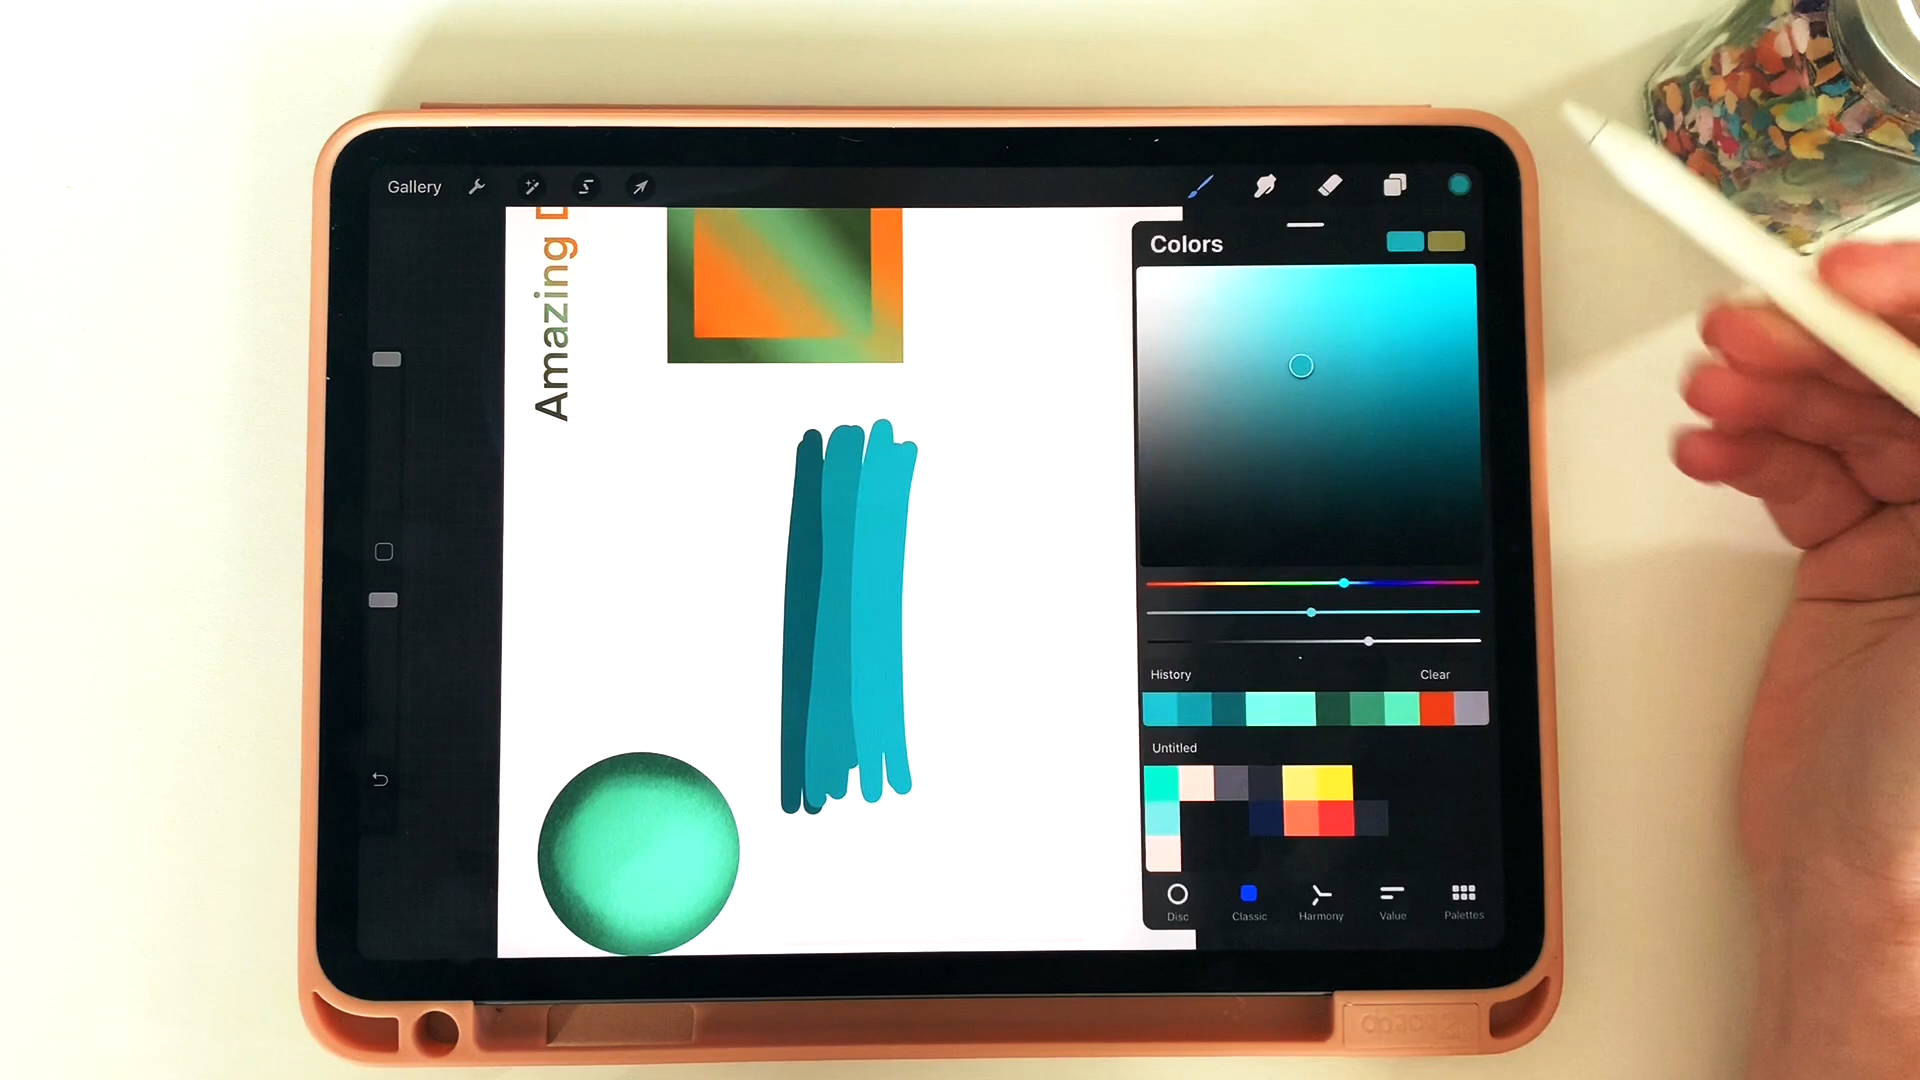 Gallery
Amazing
Colors
History
Clear
Untitled
Disc
Classic
Harmony
Value
Palettes